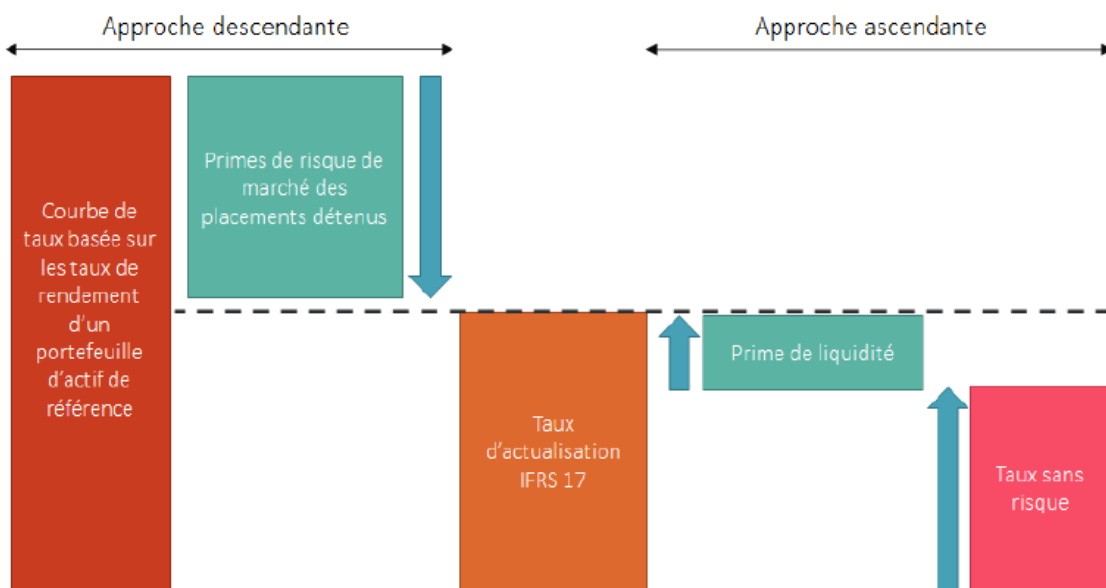 Approche descendante
Approche ascendante
Courbe de
taux basée sur
les taux de
rendement
d'un
portefeuille
d'actif de
référence
Primes de risque de
marché des
placements détenus
Taux
d'actualisation
IFRS 17
Prime de liquidité
Taux sans
risque